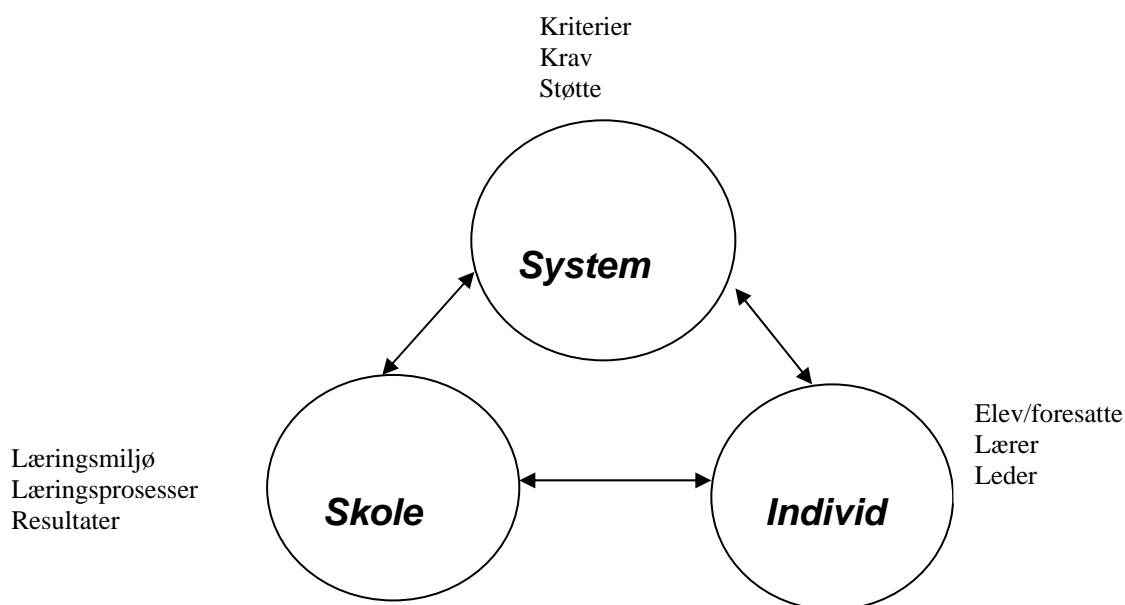 Kriterier
Krav
Støtte
System
Elev/foresatte
Lærer
Leder
Læringsmiljø
Læringsprosesser
Resultater
Skole
Individ